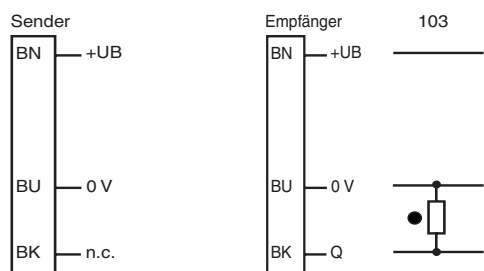 Sender
BN +UB
BU 0 V
BK n.c.
Empfänger 103
BN +UB
BU 0 V
BK Q